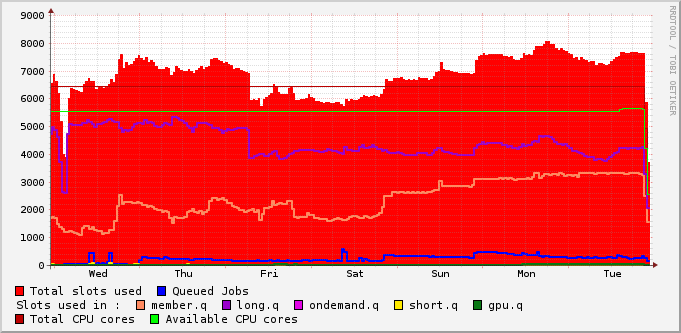 9000
8000
7000
6000
5000
4000
3000
2000
1000
0
Wed Thu Fri Sat Sun Mon Tue
RRDTOOL / TOBI OETIKER
Total slots used Queued Jobs
Slots used in : member.q long.q ondemand.q short.q gpu.q
Total CPU cores Available CPU cores